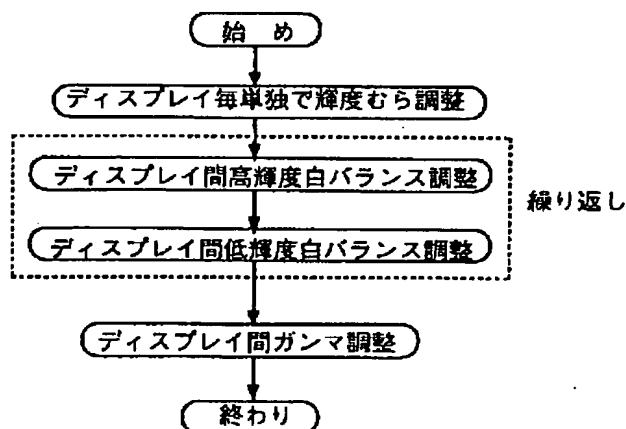 始 め
ディスプレイ毎単独で輝度むら調整
ディスプレイ間高輝度白バランス調整
繰り返し
ディスプレイ間低輝度白バランス調整
ディスプレイ間ガンマ調整
終わり